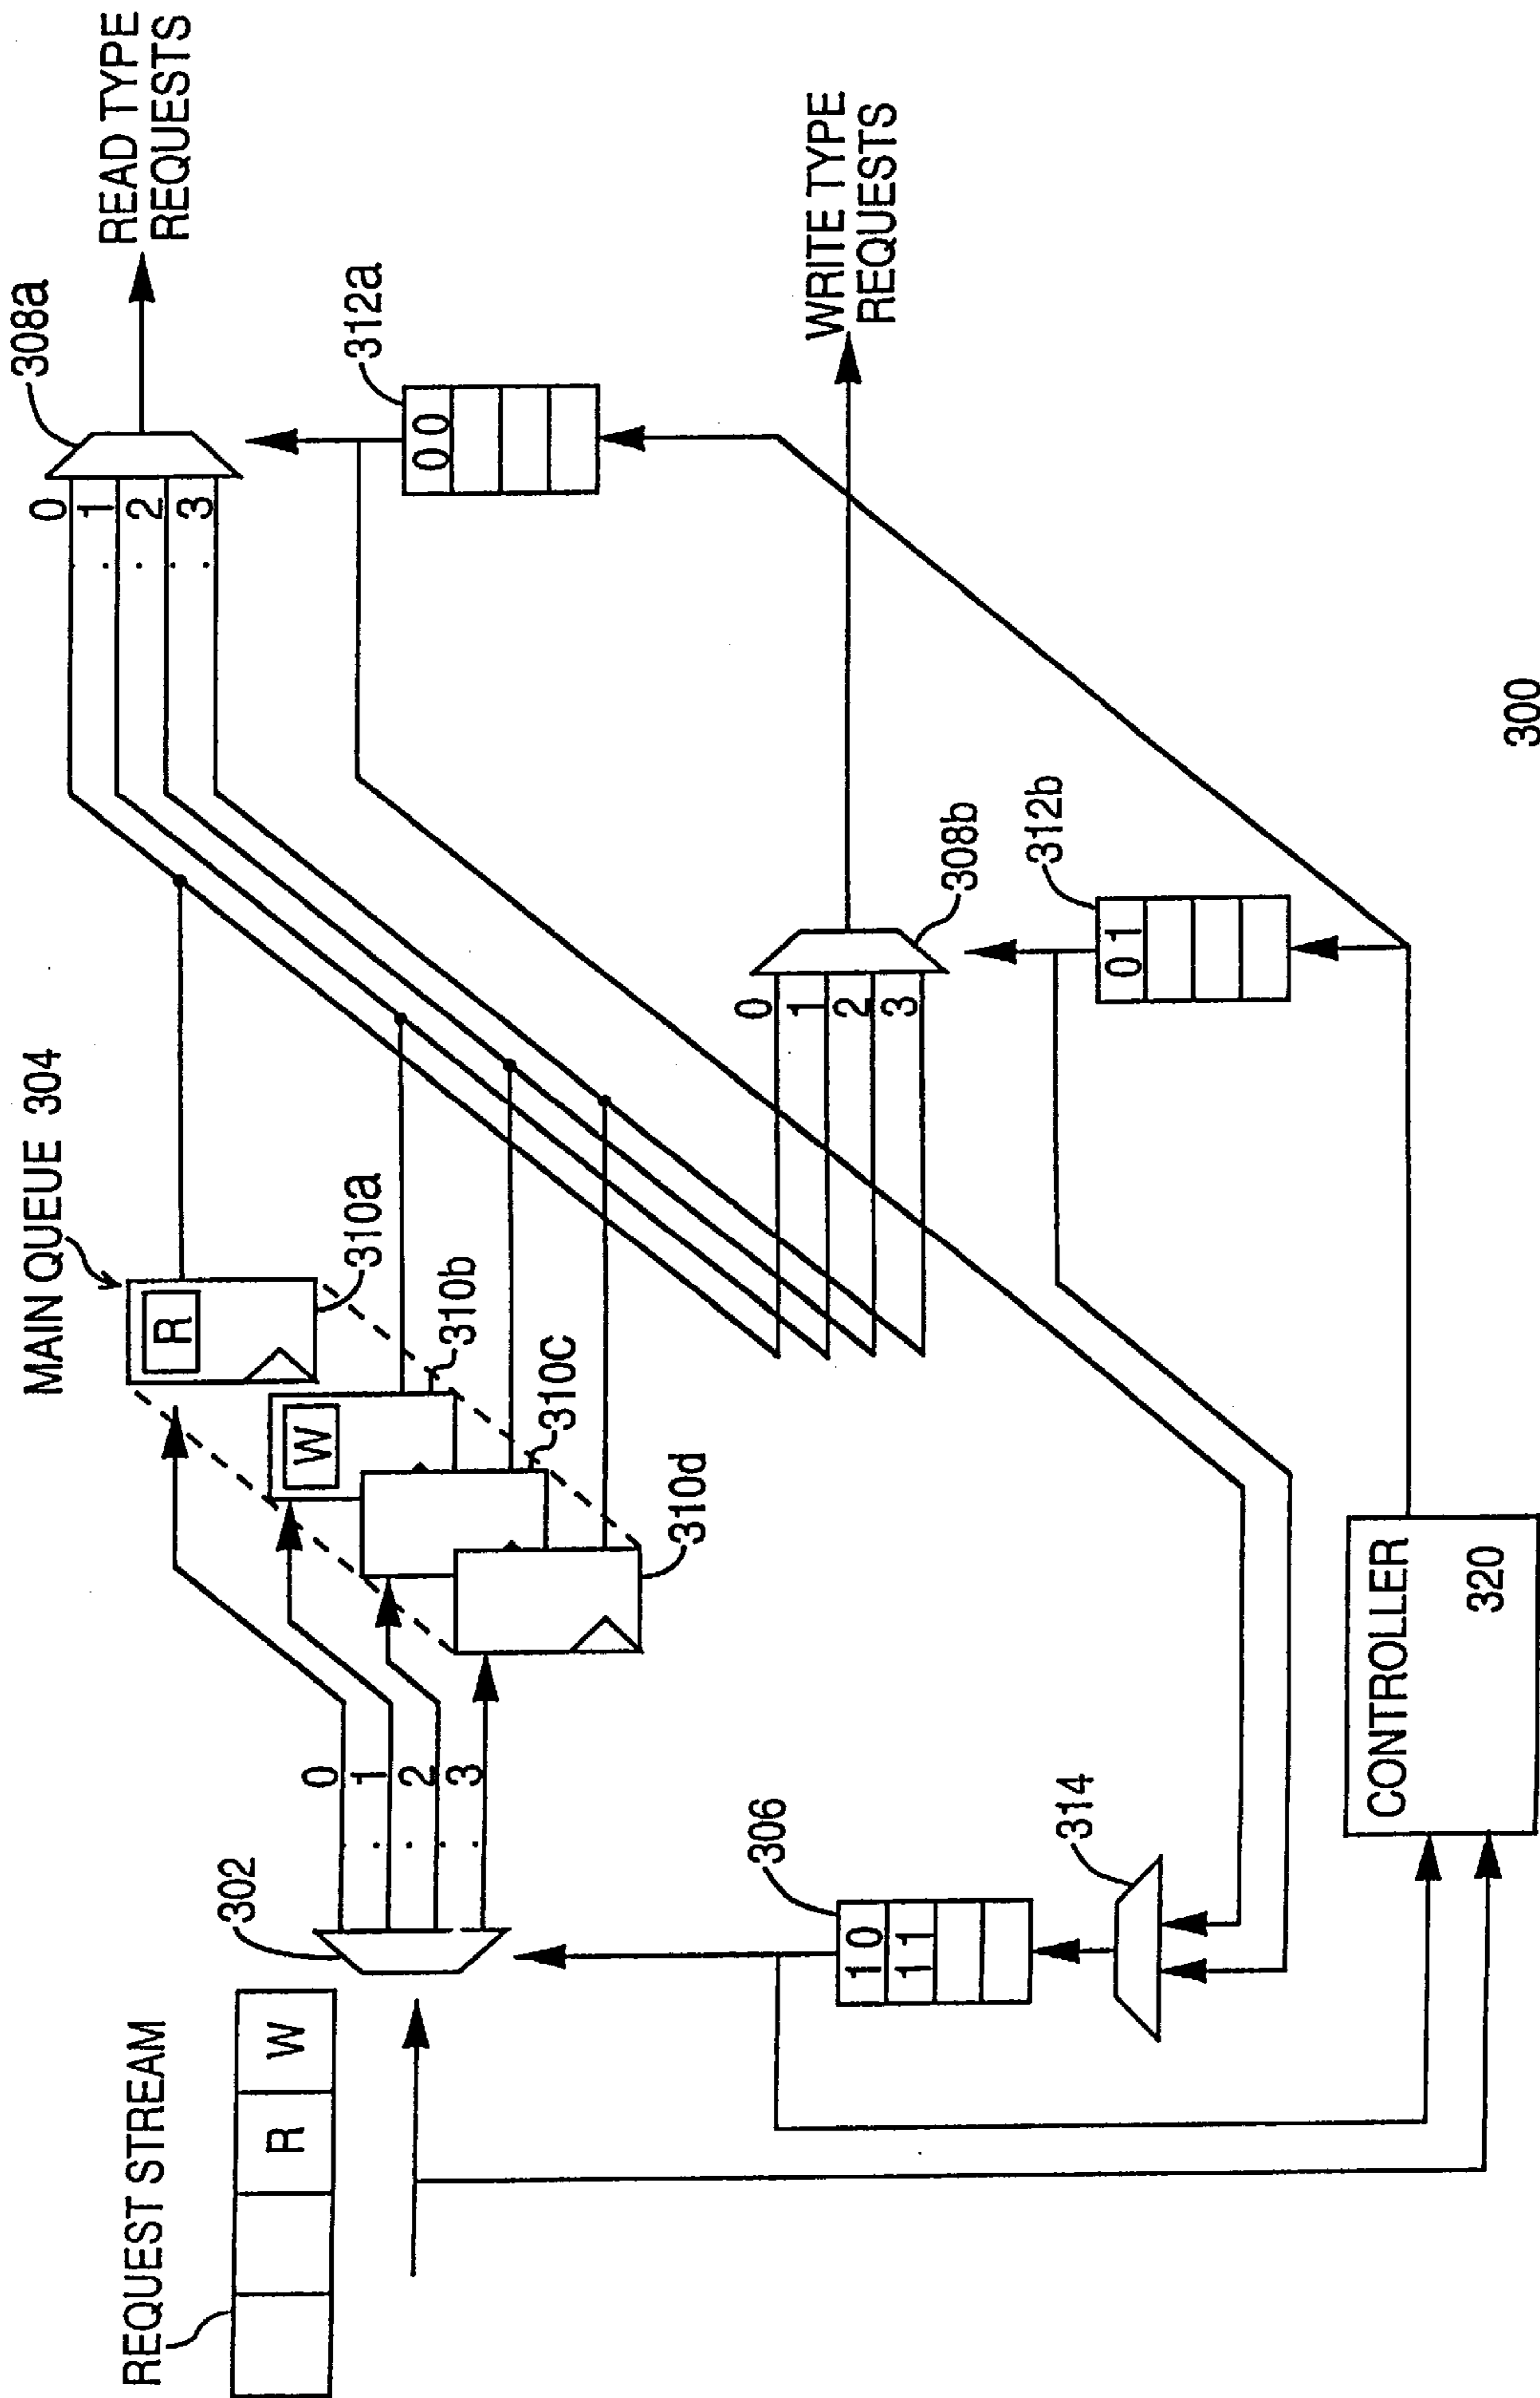 REQUEST STREAM
R
W
302
0
1
2
3
MAIN QUEUE 304
R
310a
W
310b
310c
310d
308a
0
1
2
3
READ TYPE
REQUESTS
312a
0 0
WRITE TYPE
REQUESTS
308b
0
1
2
3
312b
0 1
306
1 0
1 1
314
CONTROLLER
320
300